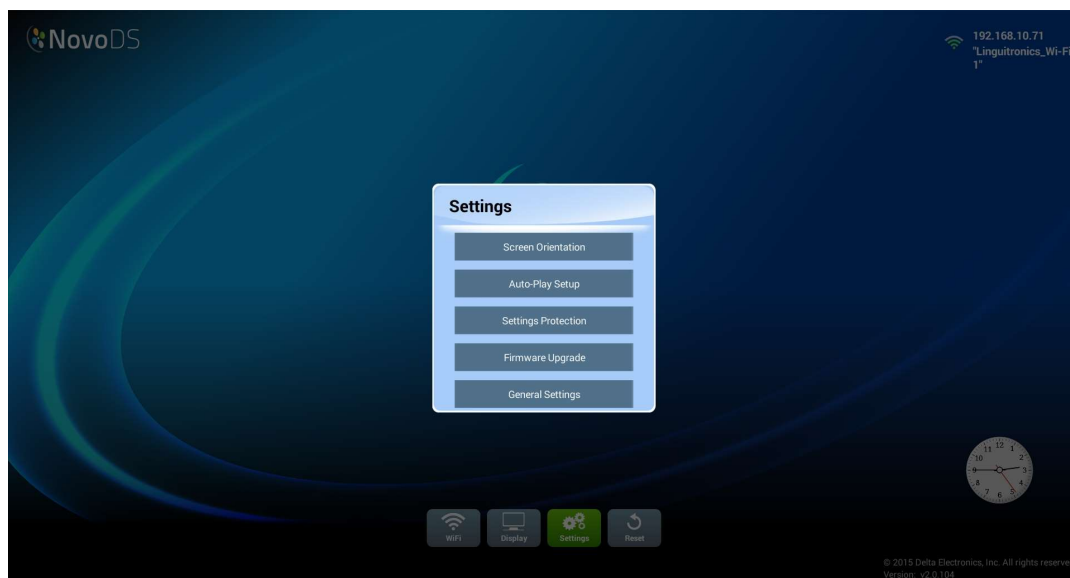 NovoDS
192.168.10.71
"Linguitronics_Wi-Fi
1"
Settings
Screen Orientation
Auto-Play Setup
Settings Protection
Firmware Upgrade
General Settings
11 12 1
10 2
9 3
8 4
7 6 5
WiFi Display Settings Reset
© 2015 Delta Electronics, Inc. All rights reserve
Version: v2.0.104